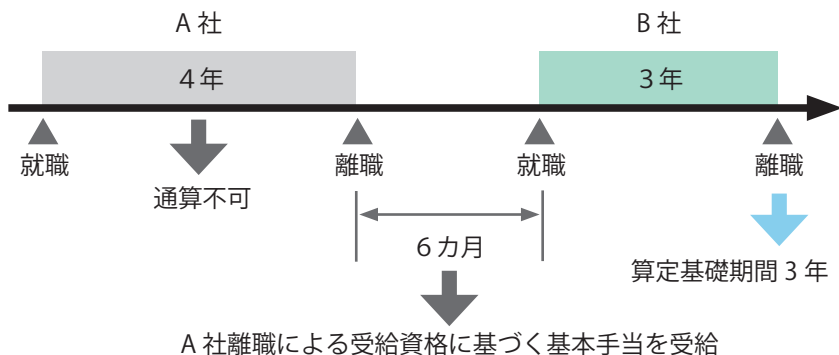 A 社
B 社
4年
3年
就職
離職
就職
離職
通算不可
6カ月
算定基礎期間 3 年
A 社離職による受給資格に基づく基本手当を受給